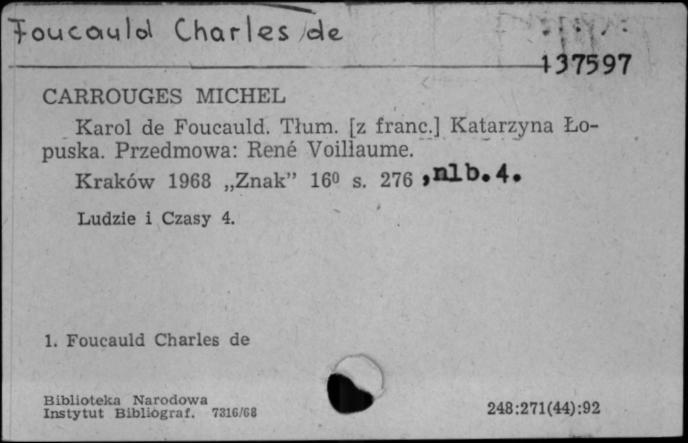 Foucauld Charles de
137597
CARROUGES MICHEL
Karol de Foucauld. Tłum. [z franc.] Katarzyna Ło-
puska. Przedmowa: René Voillaume.
Kraków 1968 „Znak” 16⁰ s. 276 ,nlb.4.
Ludzie i Czasy 4.
1. Foucauld Charles de
Biblioteka Narodowa
Instytut Bibliograf. 7316/68
248:271(44):92